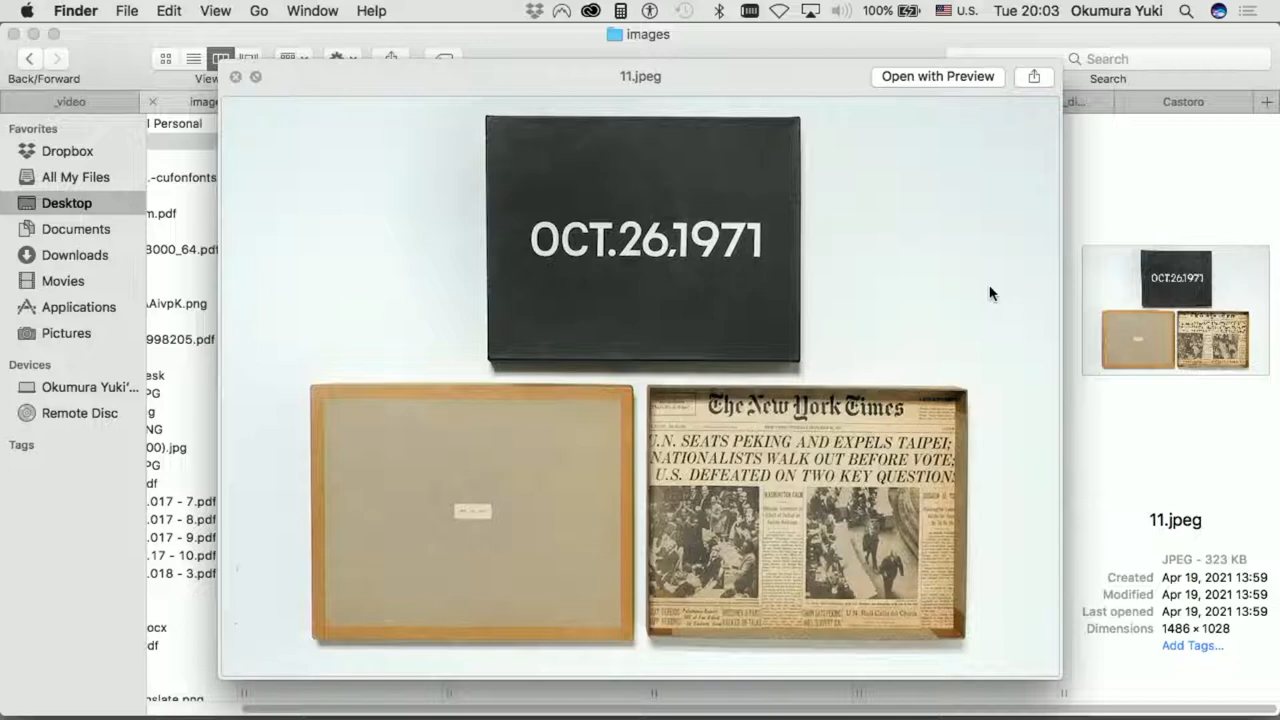 Finder File Edit View Go Window Help 100% U.S. Tue 20:03 Okumura Yuki
images
Back/Forward View Search
Search
11.jpeg Open with Preview
_video image Castoro
Favorites
Dropbox
All My Files
Desktop
Documents
Downloads
Movies
Applications
Pictures
Devices
Okumura Yuki'...
Remote Disc
Tags
l Personal
.-cufonfonts
m.pdf
3000_64.pdf
AivpK.png
998205.pdf
esk
PG
g
NG
00).jpg
PG
df
.017 - 7.pdf
.017 - 8.pdf
.017 - 9.pdf
.17 - 10.pdf
.018 - 3.pdf
ocx
df
nslate.png
OCT.26,1971
The New York Times
U.N. SEATS PEKING AND EXPELS TAIPEI;
NATIONALISTS WALK OUT BEFORE VOTE;
U.S. DEFEATED ON TWO KEY QUESTION
OCT.26,1971
11.jpeg
JPEG - 323 KB
Created Apr 19, 2021 13:59
Modified Apr 19, 2021 13:59
Last opened Apr 19, 2021 13:59
Dimensions 1486 × 1028
Add Tags...